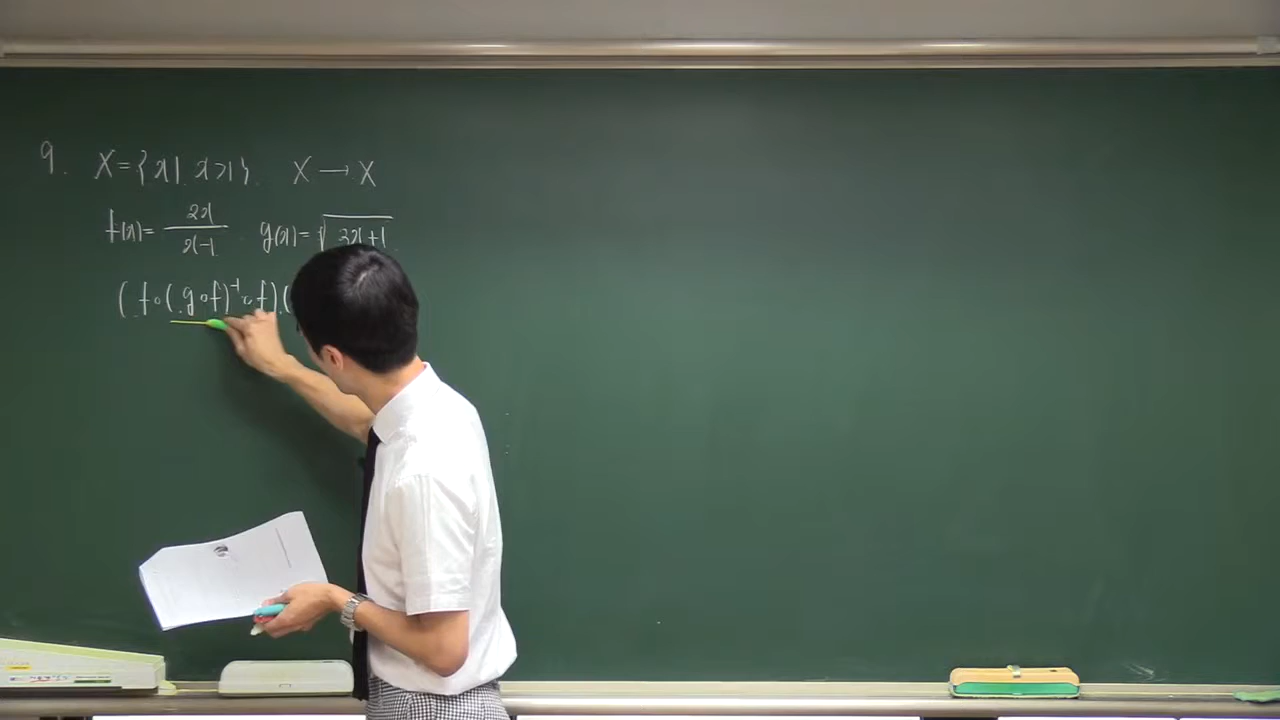 9. X={x| x>1} X → X
f(x)= 2x/x-1 g(x)=√3x+1
(f∘(g∘f)⁻¹∘f)(